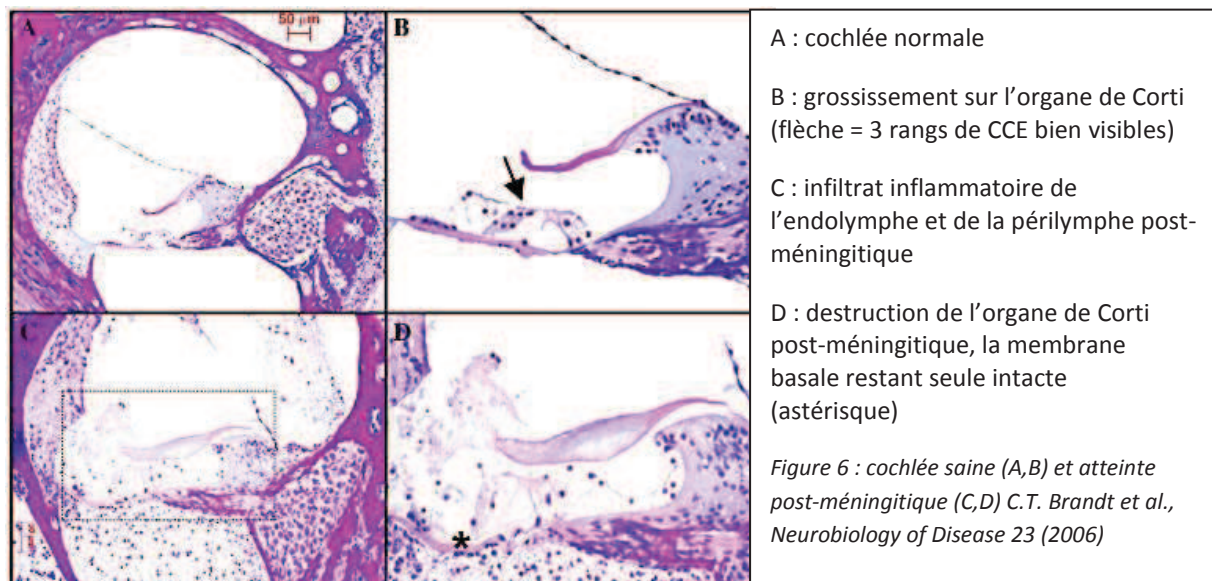 A
50 µm
B
C
D
*
A : cochlée normale
B : grossissement sur l’organe de Corti
(flèche = 3 rangs de CCE bien visibles)
C : infiltrat inflammatoire de
l’endolymphe et de la périlymphe post-
méningitique
D : destruction de l’organe de Corti
post-méningitique, la membrane
basale restant seule intacte
(astérisque)
Figure 6 : cochlée saine (A,B) et atteinte
post-méningitique (C,D) C.T. Brandt et al.,
Neurobiology of Disease 23 (2006)